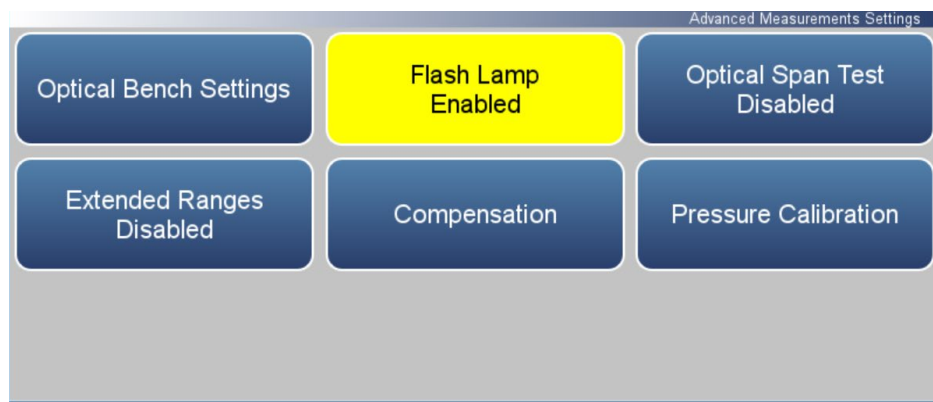 Advanced Measurements Settings
Optical Bench Settings
Flash Lamp
Enabled
Optical Span Test
Disabled
Extended Ranges
Disabled
Compensation
Pressure Calibration